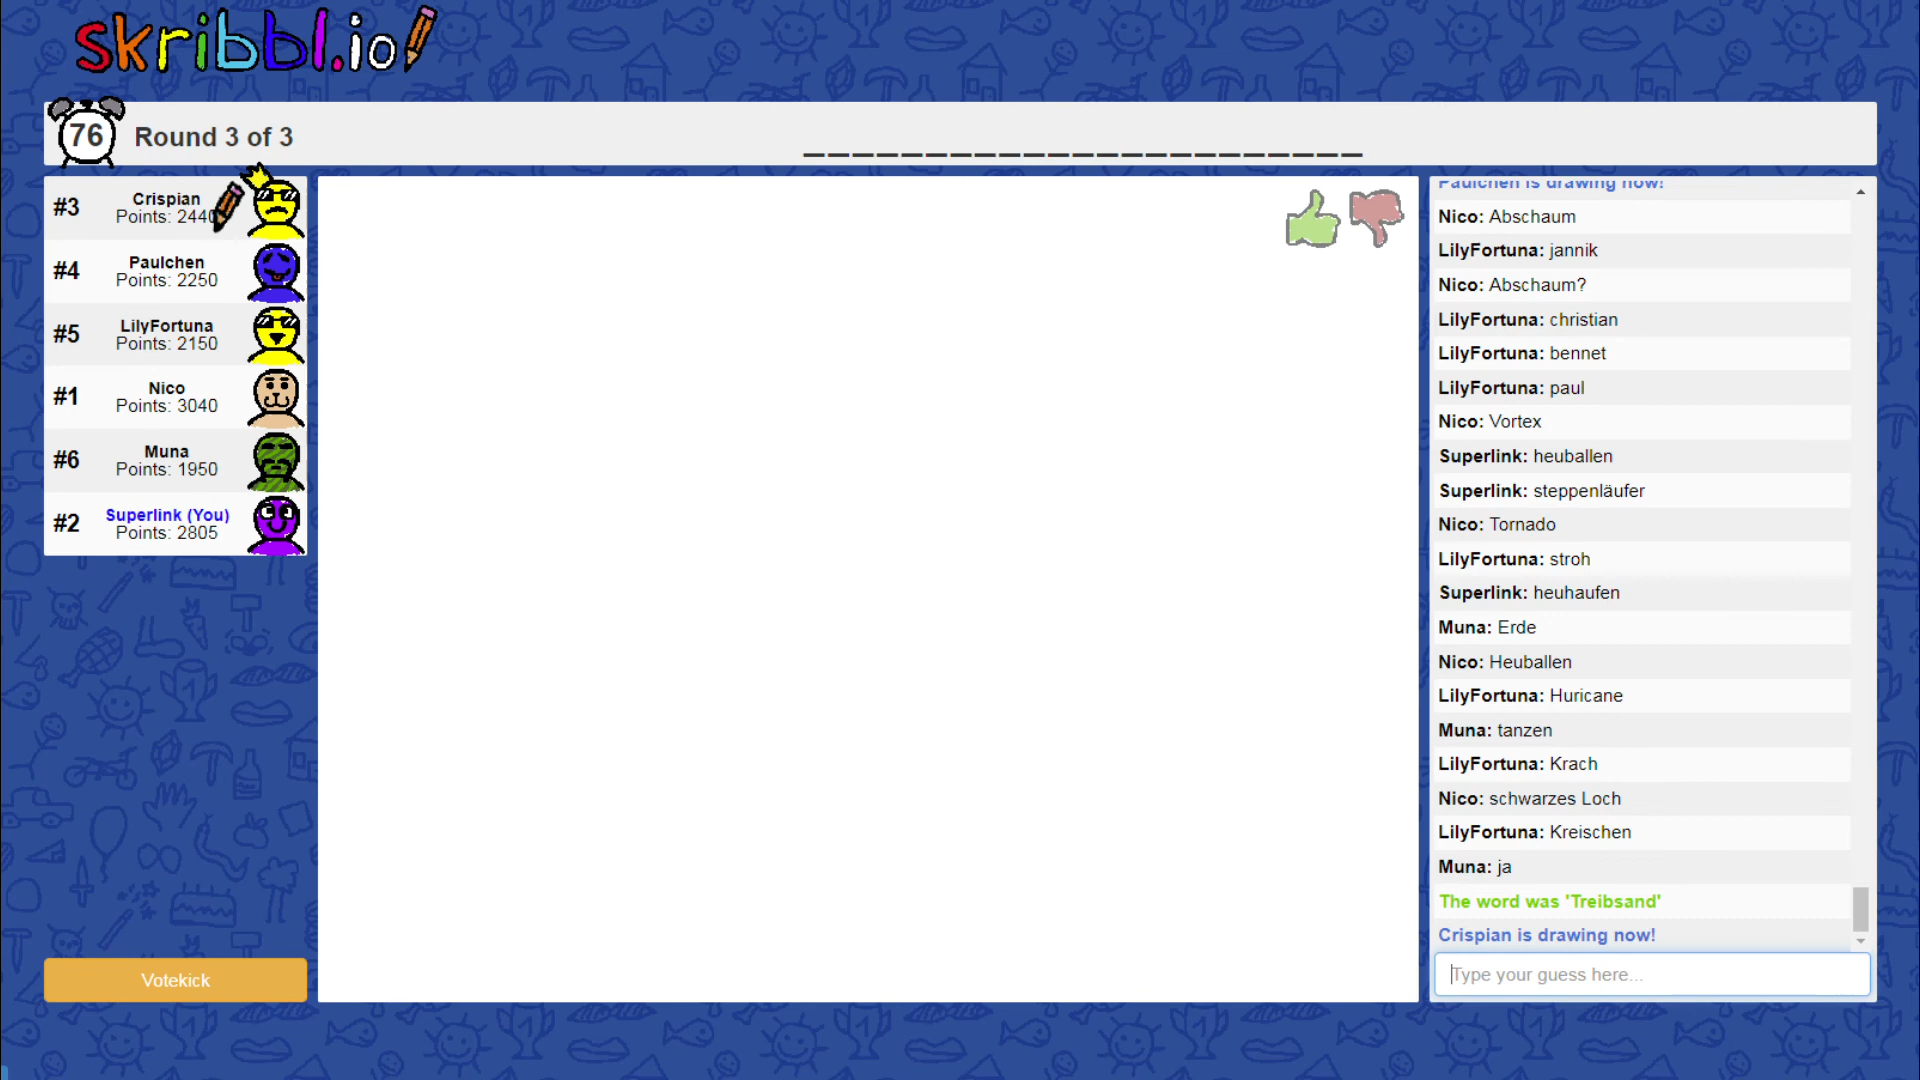 skribbl.io
76
Round 3 of 3
_ _ _ _ _ _ _ _ _ _ _ _ _ _ _ _ _ _ _ _ _ _ _
#3 Crispian
Points: 2440
#4 Paulchen
Points: 2250
#5 LilyFortuna
Points: 2150
#1 Nico
Points: 3040
#6 Muna
Points: 1950
#2 Superlink (You)
Points: 2805
Votekick
Paulchen is drawing now!
Nico: Abschaum
LilyFortuna: jannik
Nico: Abschaum?
LilyFortuna: christian
LilyFortuna: bennet
LilyFortuna: paul
Nico: Vortex
Superlink: heuballen
Superlink: steppenläufer
Nico: Tornado
LilyFortuna: stroh
Superlink: heuhaufen
Muna: Erde
Nico: Heuballen
LilyFortuna: Huricane
Muna: tanzen
LilyFortuna: Krach
Nico: schwarzes Loch
LilyFortuna: Kreischen
Muna: ja
The word was 'Treibsand'
Crispian is drawing now!
Type your guess here...